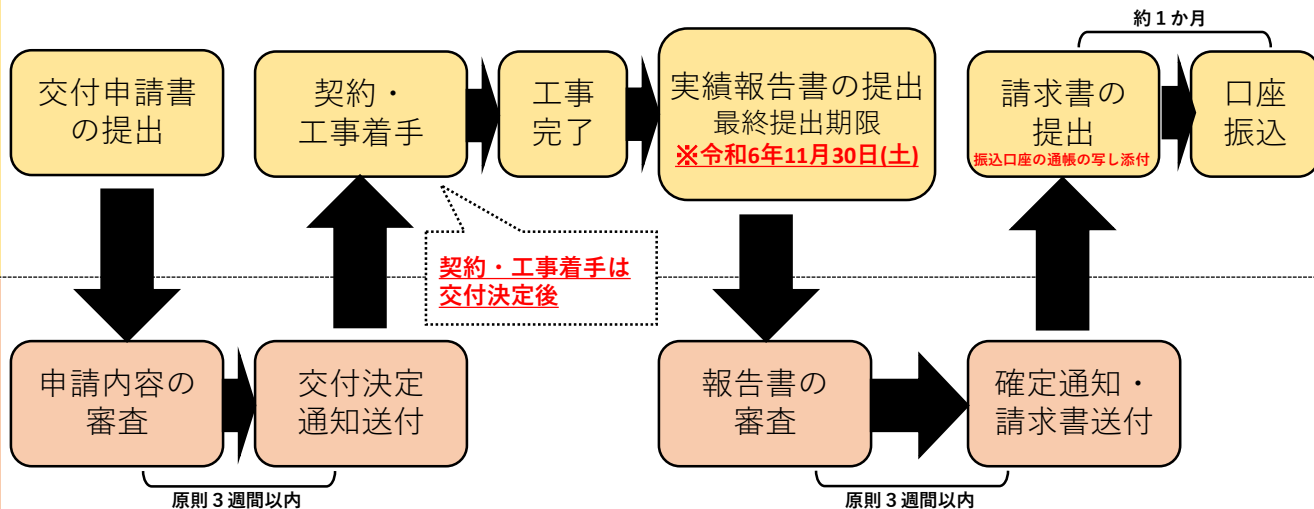 約１か月
交付申請書
の提出
契約・
工事着手
工事
完了
実績報告書の提出
最終提出期限
※令和6年11月30日(土)
請求書の
提出
振込口座の通帳の写し添付
口座
振込
契約・工事着手は
交付決定後
申請内容の
審査
交付決定
通知送付
報告書の
審査
確定通知・
請求書送付
原則３週間以内
原則３週間以内